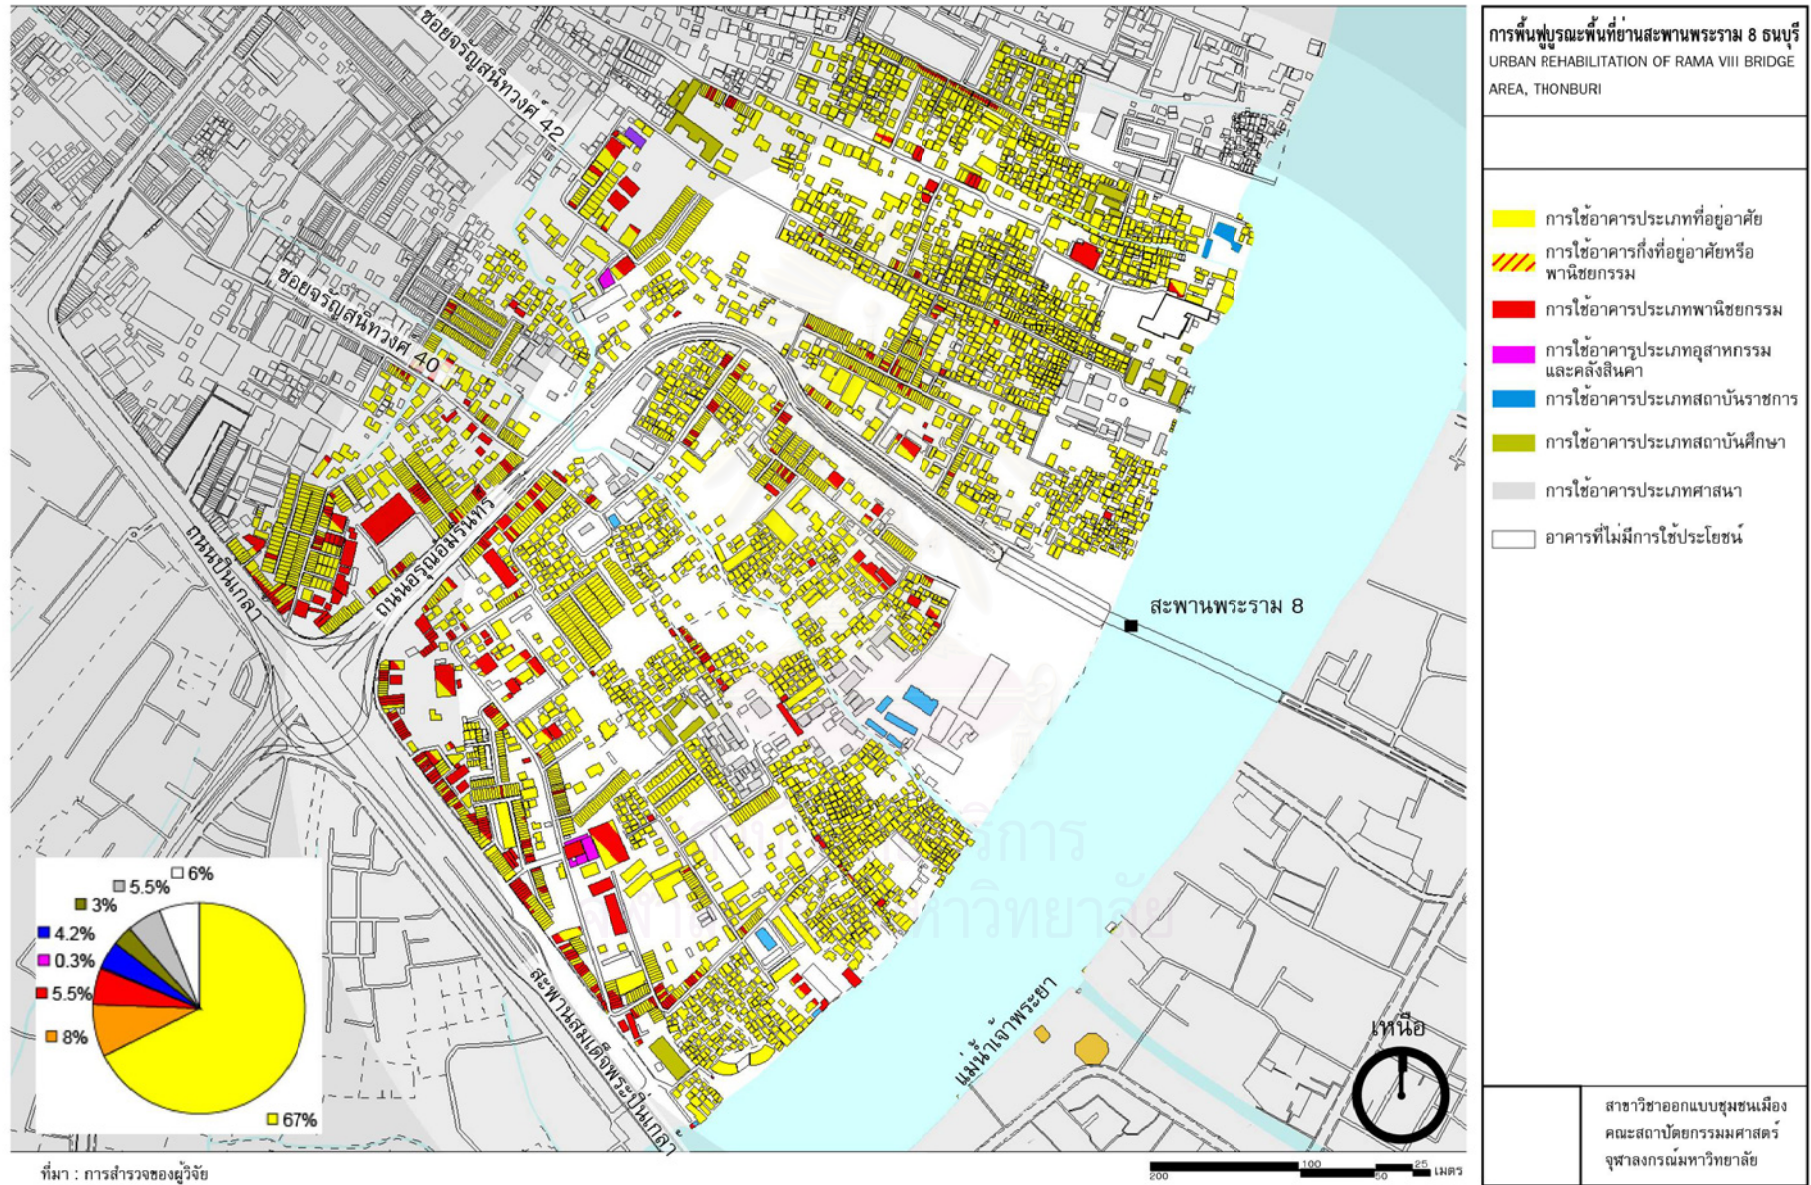 การฟื้นฟูบูรณะพื้นที่ย่านสะพานพระราม 8 ธนบุรี
URBAN REHABILITATION OF RAMA VIII BRIDGE
AREA, THONBURI
การใช้อาคารประเภทที่อยู่อาศัย
การใช้อาคารกึ่งที่อยู่อาศัยหรือ
พานิชยกรรม
การใช้อาคารประเภทพานิชยกรรม
การใช้อาคารประเภทอุสาหกรรม
และคลังสินคา
การใช้อาคารประเภทสถาบันราชการ
การใช้อาคารประเภทสถาบันศึกษา
การใช้อาคารประเภทศาสนา
อาคารที่ไม่มีการใช้ประโยชน์
ซอยจรัญสนิทวงศ์ 42
ซอยจรัญสนิทวงศ์ 40
ถนนปิ่นเกลา
ถนนอรุณอัมรินทร์
สะพานพระราม 8
สะพานสมเด็จพระปิ่นเกล้า
แม่น้ำเจ้าพระยา
เหนือ
6%
5.5%
3%
4.2%
0.3%
5.5%
8%
67%
ที่มา : การสำรวจของผู้วิจัย
200 100 50 25 เมตร
สาขาวิชาออกแบบชุมชนเมือง
คณะสถาปัตยกรรมมศาสตร์
จุฬาลงกรณ์มหาวิทยาลัย